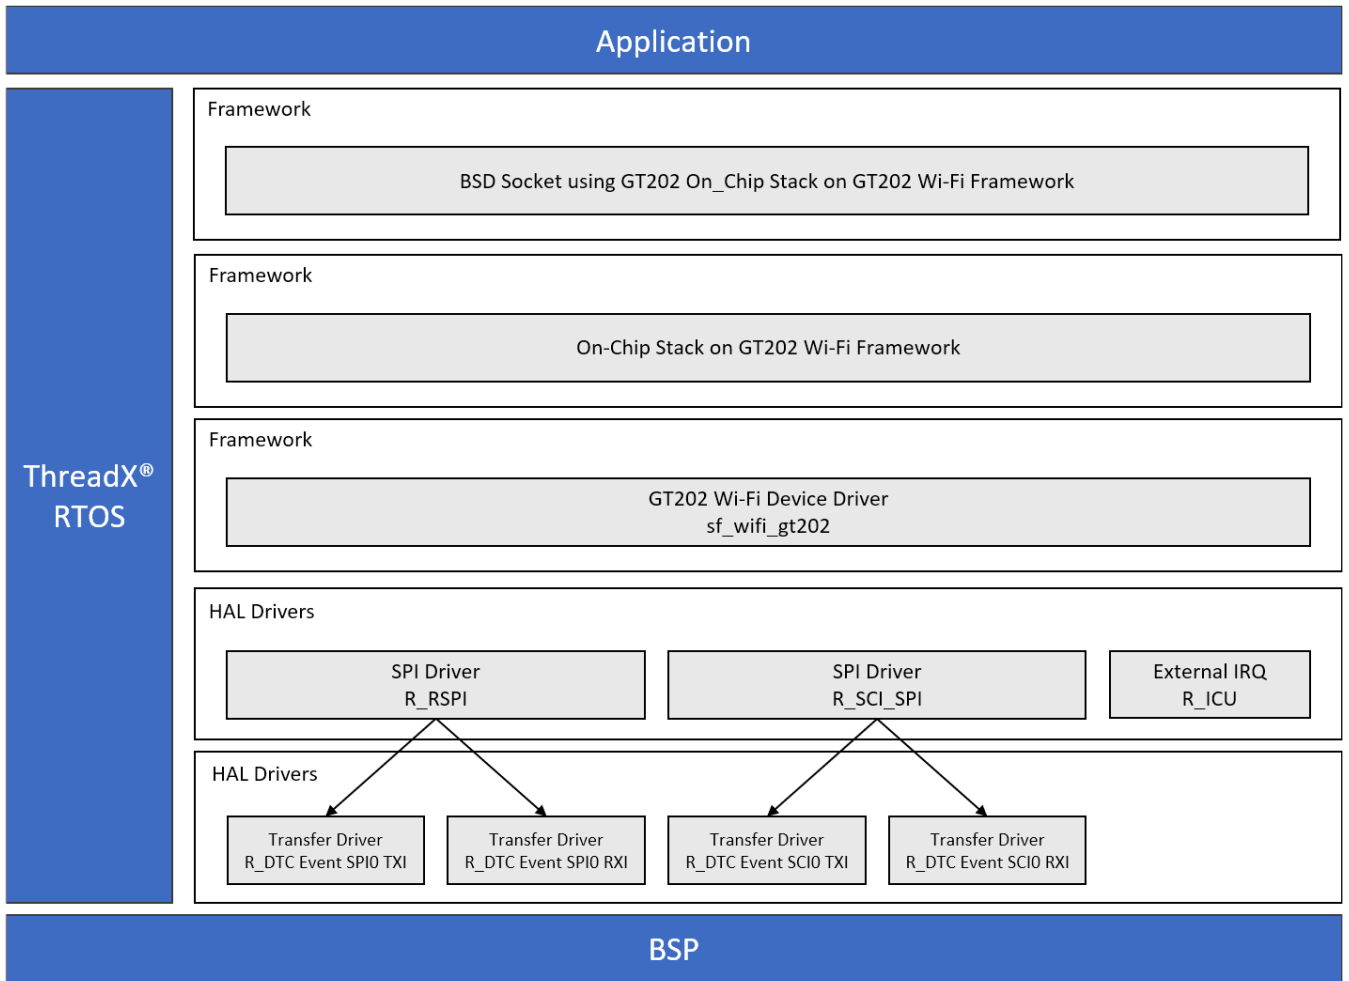 Application
ThreadX®
RTOS
Framework
BSD Socket using GT202 On_Chip Stack on GT202 Wi-Fi Framework
Framework
On-Chip Stack on GT202 Wi-Fi Framework
Framework
GT202 Wi-Fi Device Driver
sf_wifi_gt202
HAL Drivers
SPI Driver
R_RSPI
SPI Driver
R_SCI_SPI
External IRQ
R_ICU
HAL Drivers
Transfer Driver
R_DTC Event SPI0 TXI
Transfer Driver
R_DTC Event SPI0 RXI
Transfer Driver
R_DTC Event SCI0 TXI
Transfer Driver
R_DTC Event SCI0 RXI
BSP